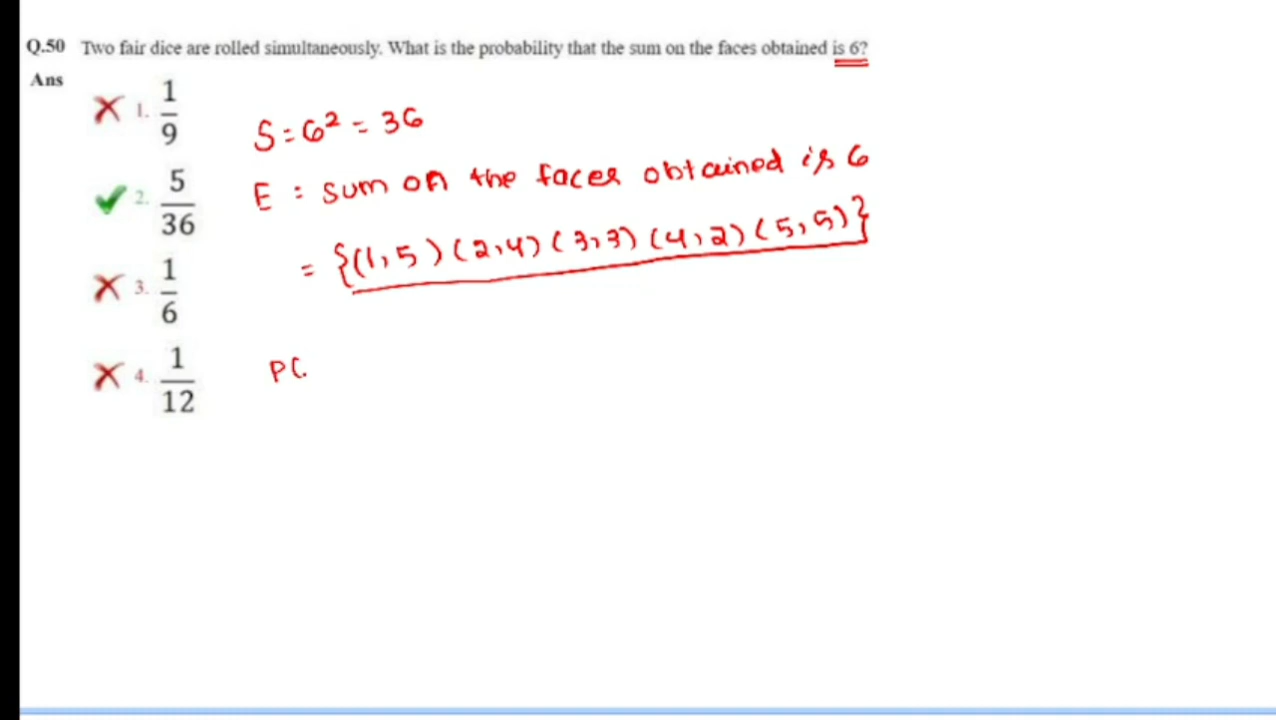 Q.50 Two fair dice are rolled simultaneously. What is the probability that the sum on the faces obtained is 6?
Ans
1. 1/9
S = 6² = 36
E : sum on the faces obtained is 6
2. 5/36
= {(1,5) (2,4) (3,3) (4,2) (5,5)}
3. 1/6
4. 1/12
P(